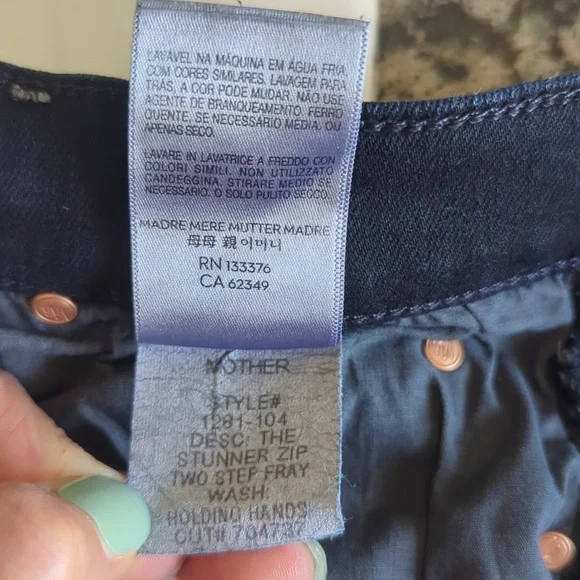 LAVÁVEL NA MÁQUINA EM ÁGUA FRIA
COM CORES SIMILARES. LAVAGEM PARA
TRÁS, A COR PODE MUDAR. NÃO USE
AGENTE DE BRANQUEAMENTO. FERRO
QUENTE, SE NECESSÁRIO MEDIA, OU
APENAS SECO.
LAVARE IN LAVATRICE A FREDDO CON
COLORI SIMILI. NON UTILIZZATO
CANDEGGINA. STIRARE MEDIO SE
NECESSARIO. O SOLO PULITO SECCO.
MADRE MERE MUTTER MADRE
母母 親 이머니
RN 133376
CA 62349
MOTHER
STYLE#
1281-104
DESC: THE
STUNNER ZIP
TWO STEP FRAY
WASH:
HOLDING HANDS
CUT# 704737